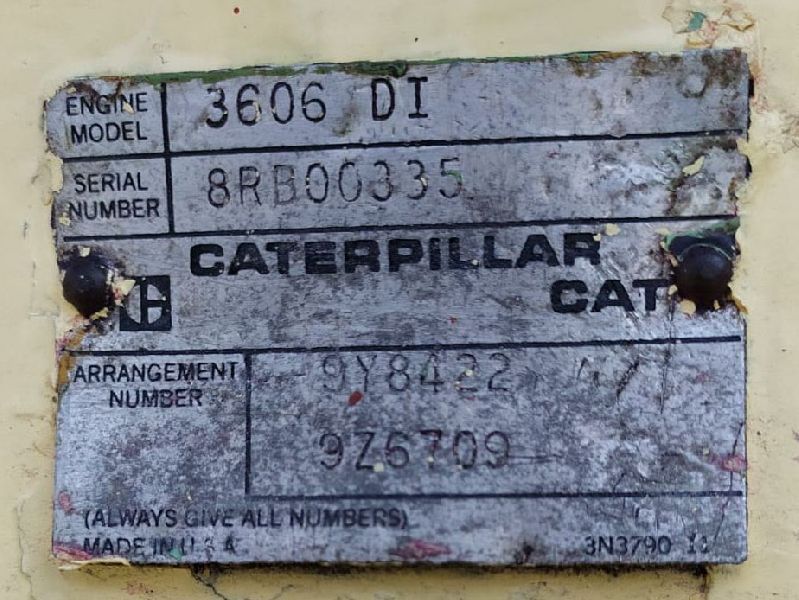 ENGINE MODEL 3606 DI
SERIAL NUMBER 8RB00335
CATERPILLAR
CAT
ARRANGEMENT NUMBER 9Y8422
9Z6709
(ALWAYS GIVE ALL NUMBERS)
MADE IN U.S.A. 3N3790